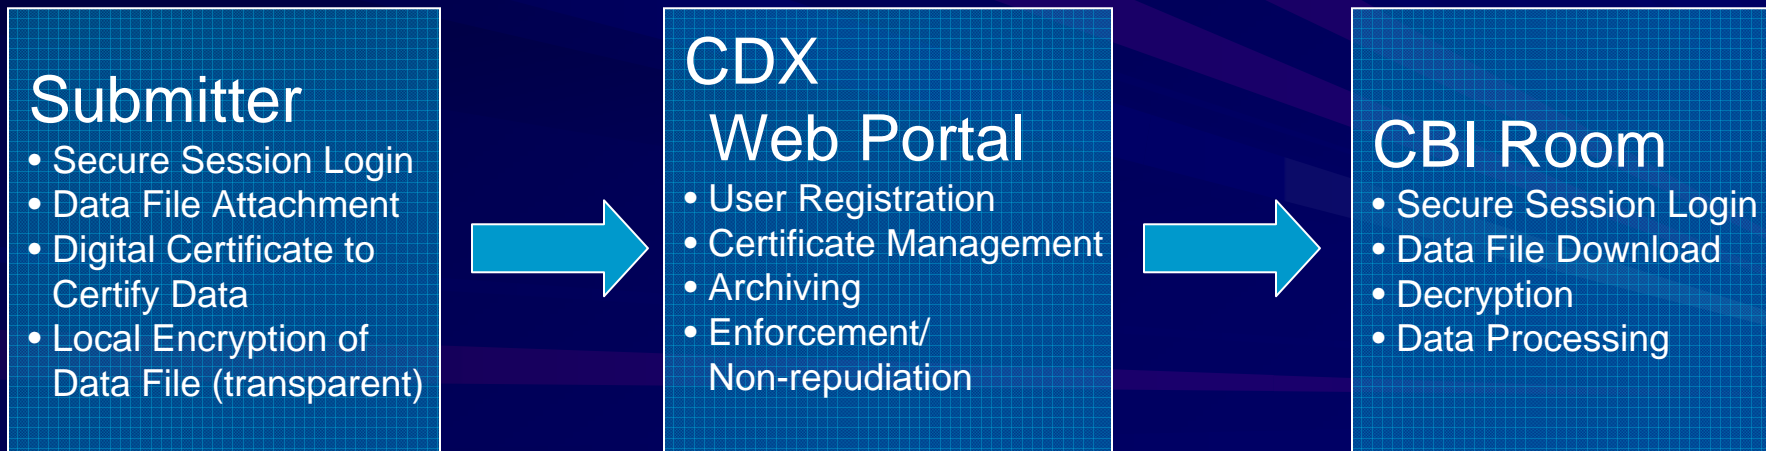 Submitter
• Secure Session Login
• Data File Attachment
• Digital Certificate to
Certify Data
• Local Encryption of
Data File (transparent)
CDX
Web Portal
• User Registration
• Certificate Management
• Archiving
• Enforcement/
Non-repudiation
CBI Room
• Secure Session Login
• Data File Download
• Decryption
• Data Processing